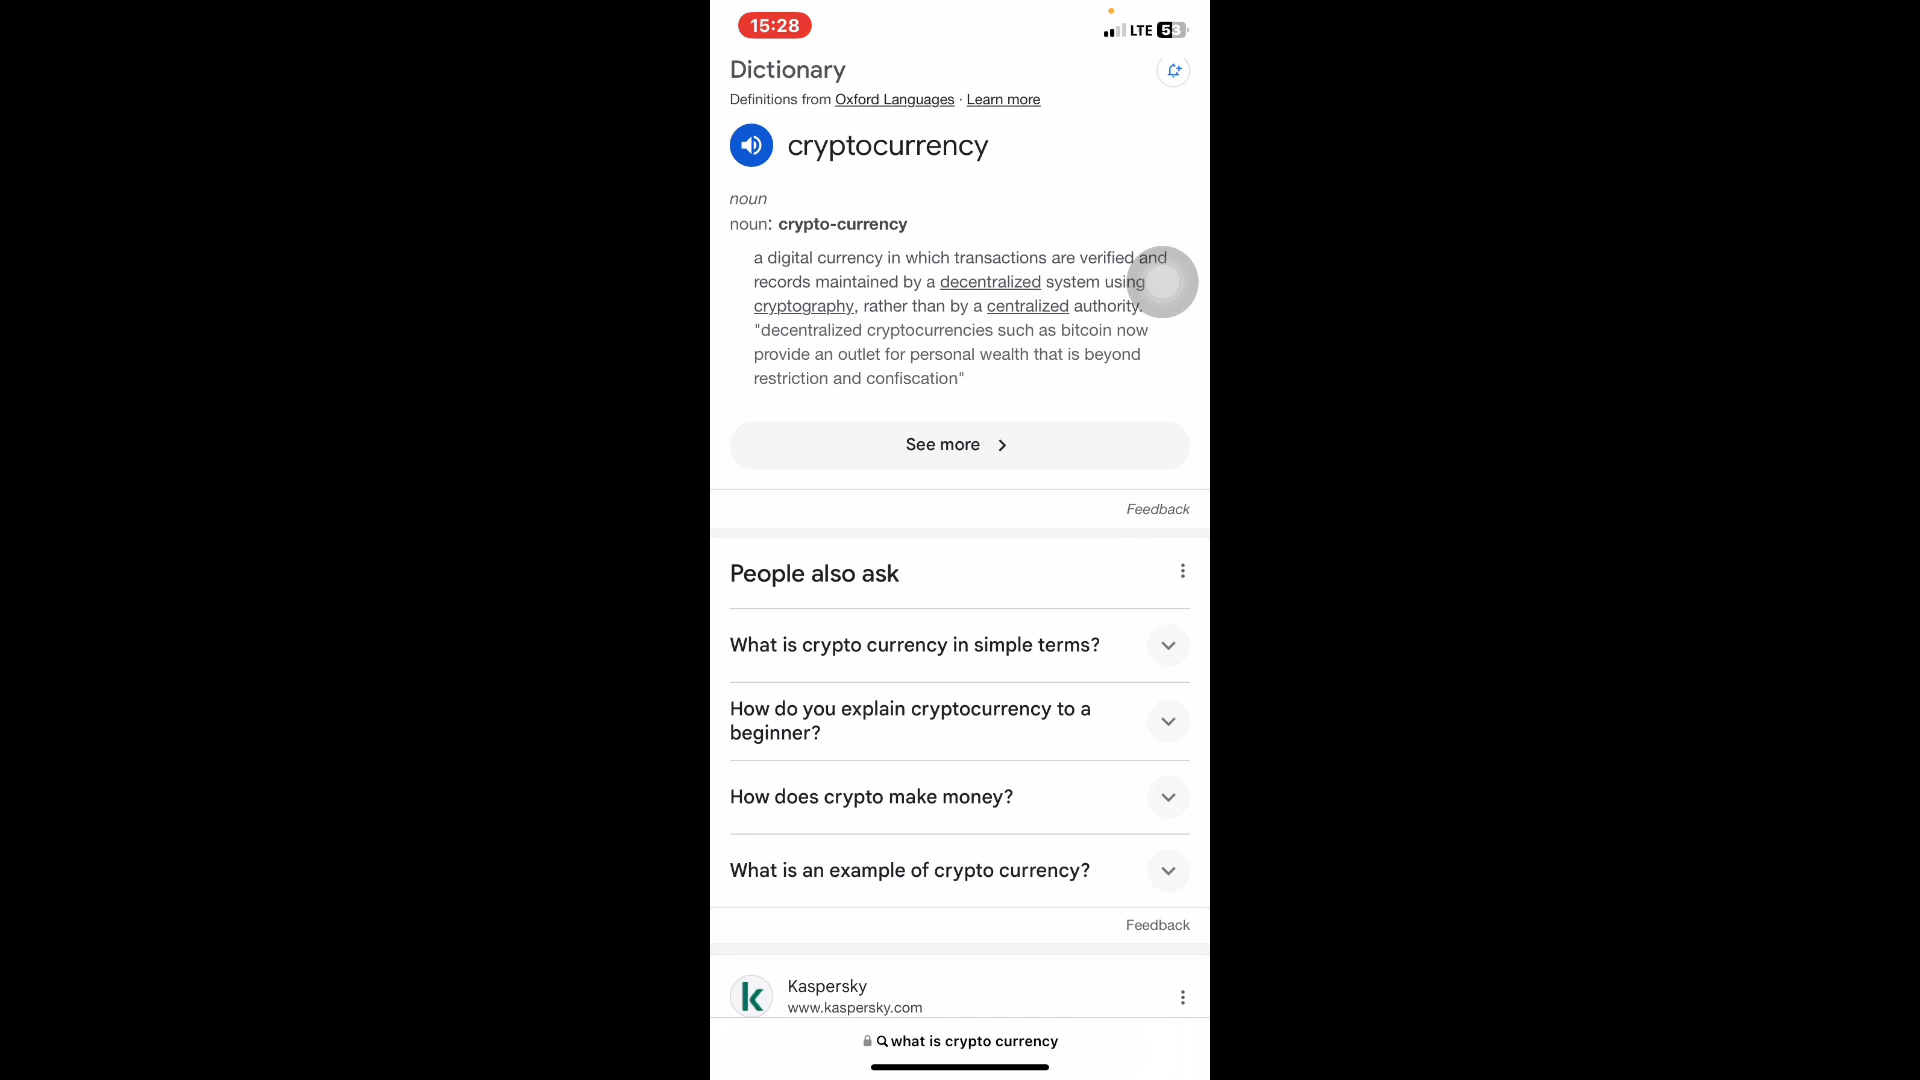 15:28
LTE 53
Dictionary
Definitions from Oxford Languages · Learn more
cryptocurrency
noun
noun: crypto-currency
a digital currency in which transactions are verified and
records maintained by a decentralized system using
cryptography, rather than by a centralized authority.
"decentralized cryptocurrencies such as bitcoin now
provide an outlet for personal wealth that is beyond
restriction and confiscation"
See more
Feedback
People also ask
What is crypto currency in simple terms?
How do you explain cryptocurrency to a
beginner?
How does crypto make money?
What is an example of crypto currency?
Feedback
k
Kaspersky
www.kaspersky.com
what is crypto currency